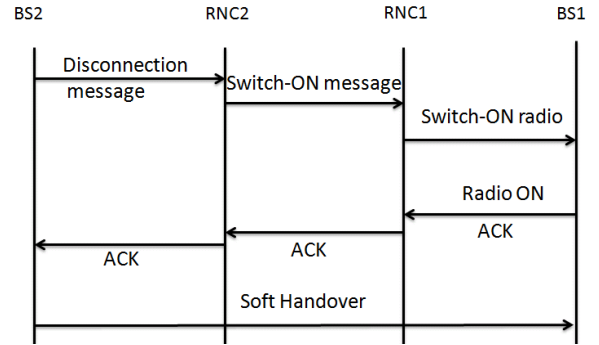 BS2 RNC2 RNC1 BS1
Disconnection
message
Switch-ON message
Switch-ON radio
Radio ON
ACK
ACK
ACK
Soft Handover